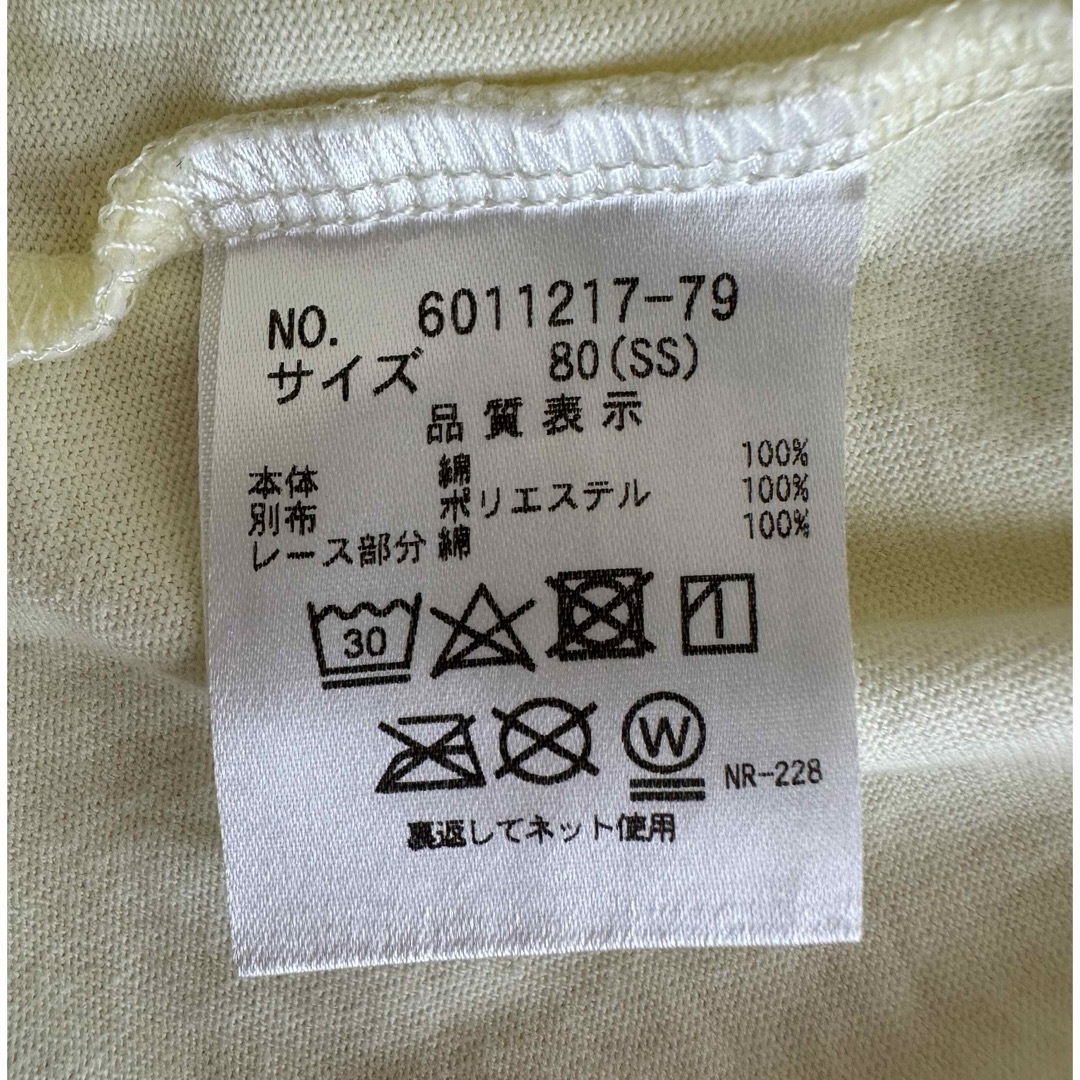 NO. 6011217-79
サイズ 80(SS)
品質表示
本体 綿 100%
別布 ポリエステル 100%
レース部分 綿 100%
30
W
NR-228
裏返してネット使用